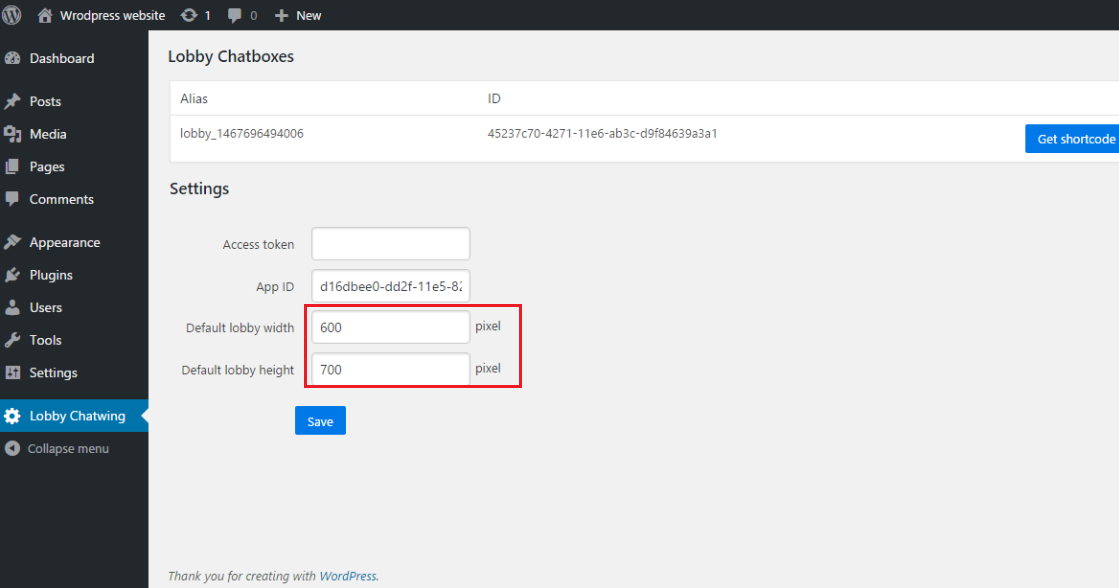 Wrodpress website 1 0 New
Dashboard
Posts
Media
Pages
Comments
Appearance
Plugins
Users
Tools
Settings
Lobby Chatwing
Collapse menu
Lobby Chatboxes
Alias ID
lobby_1467696494006 45237c70-4271-11e6-ab3c-d9f84639a3a1 Get shortcode
Settings
Access token
App ID d16dbee0-dd2f-11e5-82
Default lobby width 600 pixel
Default lobby height 700 pixel
Save
Thank you for creating with WordPress.